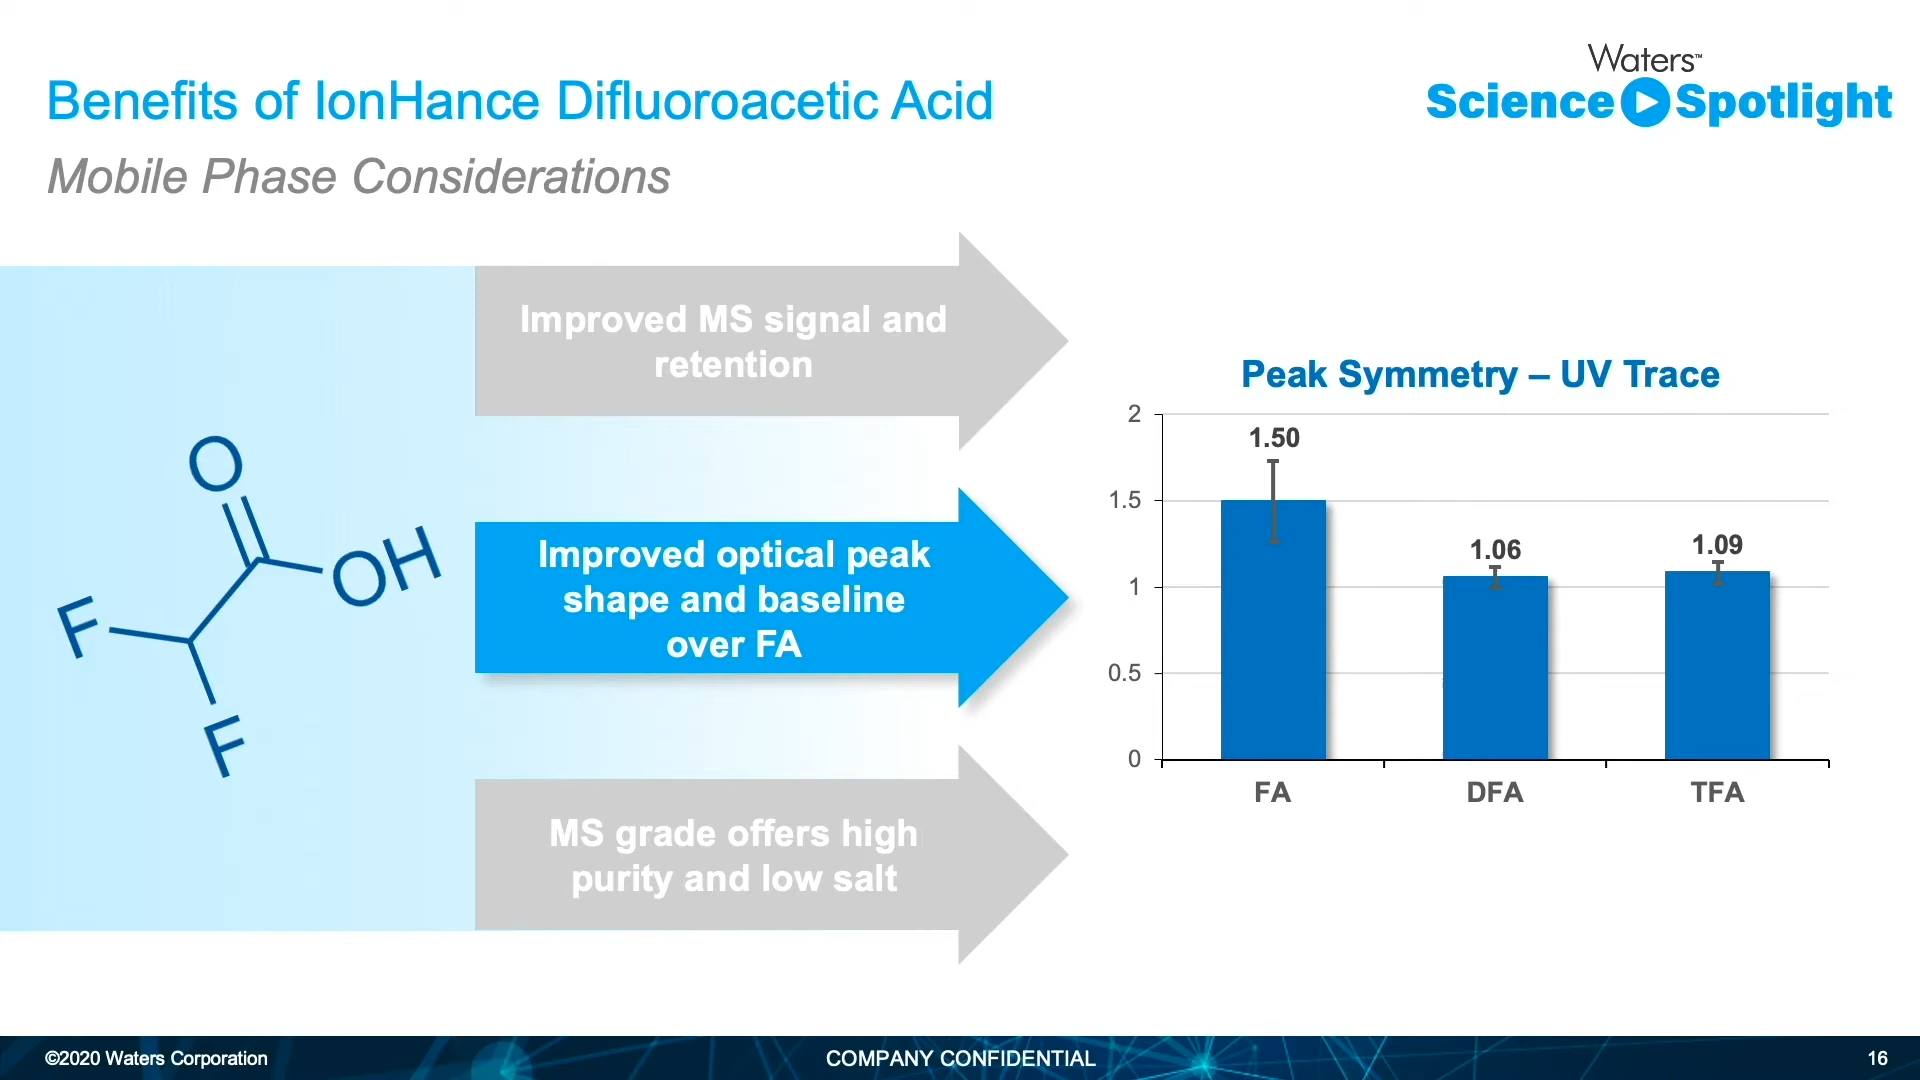 Benefits of IonHance Difluoroacetic Acid
Mobile Phase Considerations
Waters™
Science Spotlight
O
OH
F
F
Improved MS signal and
retention
Improved optical peak
shape and baseline
over FA
MS grade offers high
purity and low salt
Peak Symmetry – UV Trace
2
1.5
1
0.5
0
1.50
1.06
1.09
FA
DFA
TFA
©2020 Waters Corporation
COMPANY CONFIDENTIAL
16